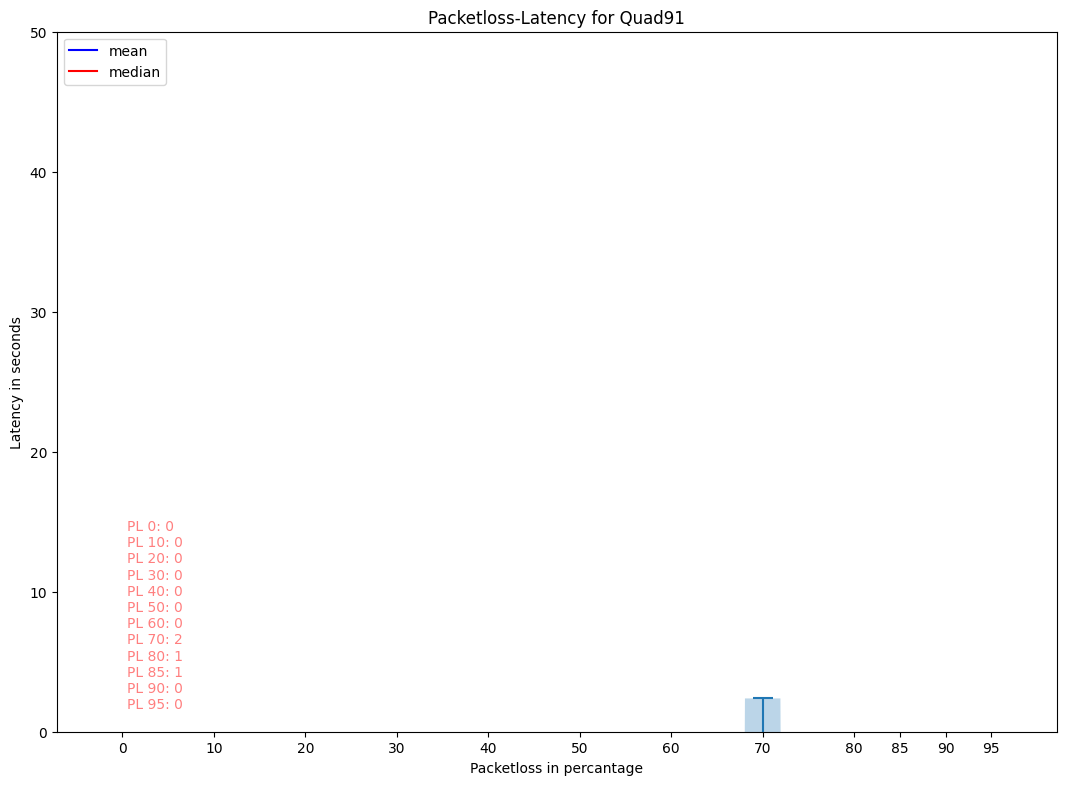 Packetloss-Latency for Quad91
mean
median
50
40
30
20
10
0
Latency in seconds
PL 0: 0
PL 10: 0
PL 20: 0
PL 30: 0
PL 40: 0
PL 50: 0
PL 60: 0
PL 70: 2
PL 80: 1
PL 85: 1
PL 90: 0
PL 95: 0
0 10 20 30 40 50 60 70 80 85 90 95
Packetloss in percantage